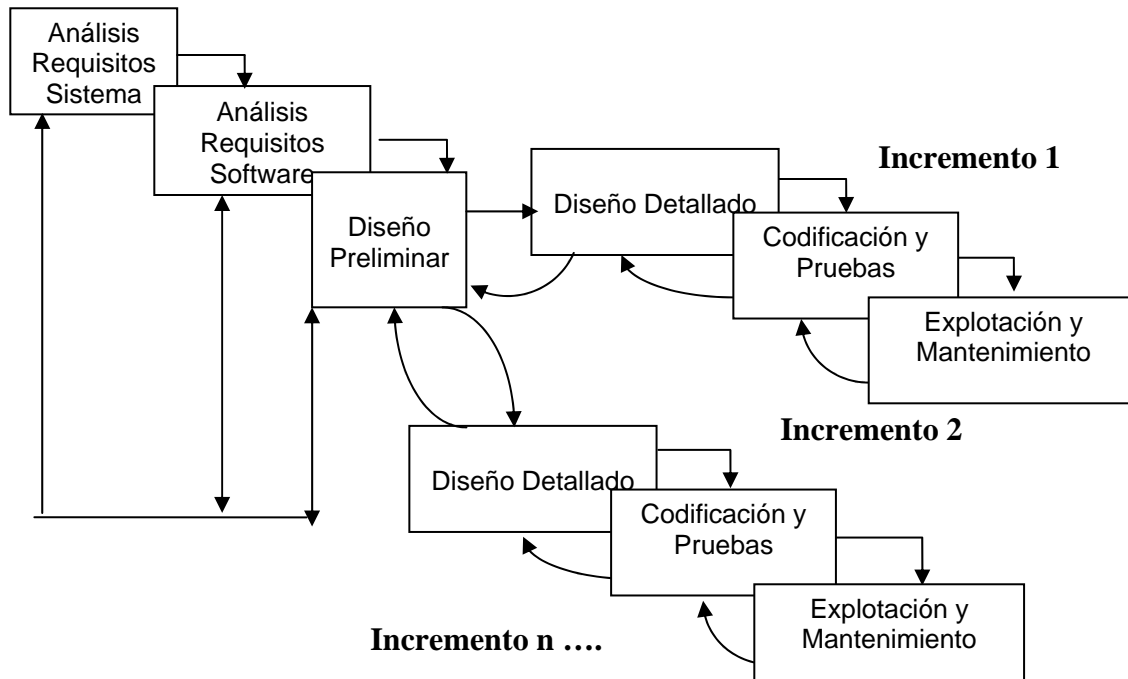 Análisis
Requisitos
Sistema
Análisis
Requisitos
Software
Diseño
Preliminar
Incremento 1
Diseño Detallado
Codificación y
Pruebas
Explotación y
Mantenimiento
Incremento 2
Diseño Detallado
Codificación y
Pruebas
Explotación y
Mantenimiento
Incremento n ….